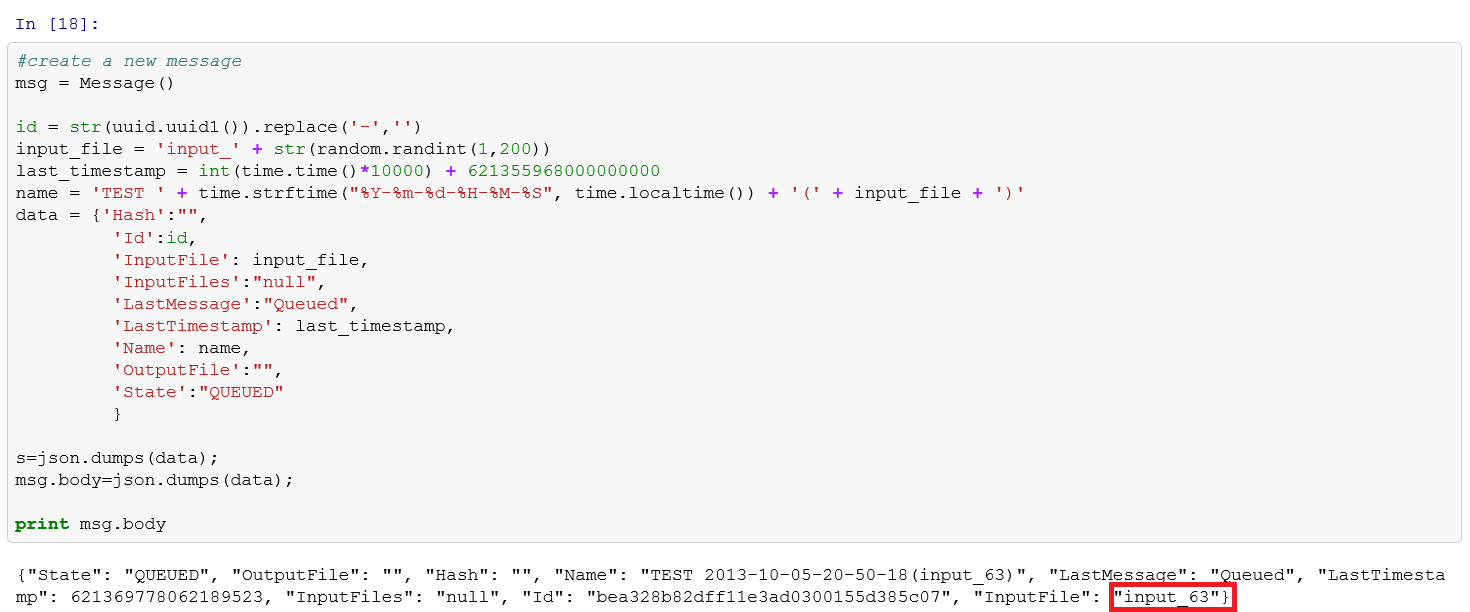 In [18]:
#create a new message
msg = Message()
id = str(uuid.uuid1()).replace('-','')
input_file = 'input_' + str(random.randint(1,200))
last_timestamp = int(time.time()*10000) + 621355968000000000
name = 'TEST ' + time.strftime("%Y-%m-%d-%H-%M-%S", time.localtime()) + '(' + input_file + ')'
data = {'Hash':"",
'Id':id,
'InputFile': input_file,
'InputFiles':"null",
'LastMessage':"Queued",
'LastTimestamp': last_timestamp,
'Name': name,
'OutputFile':"",
'State':"QUEUED"
}
s=json.dumps(data);
msg.body=json.dumps(data);
print msg.body
{"State": "QUEUED", "OutputFile": "", "Hash": "", "Name": "TEST 2013-10-05-20-50-18(input_63)", "LastMessage": "Queued", "LastTimesta
mp": 621369778062189523, "InputFiles": "null", "Id": "bea328b82dff11e3ad0300155d385c07", "InputFile": "input_63"}